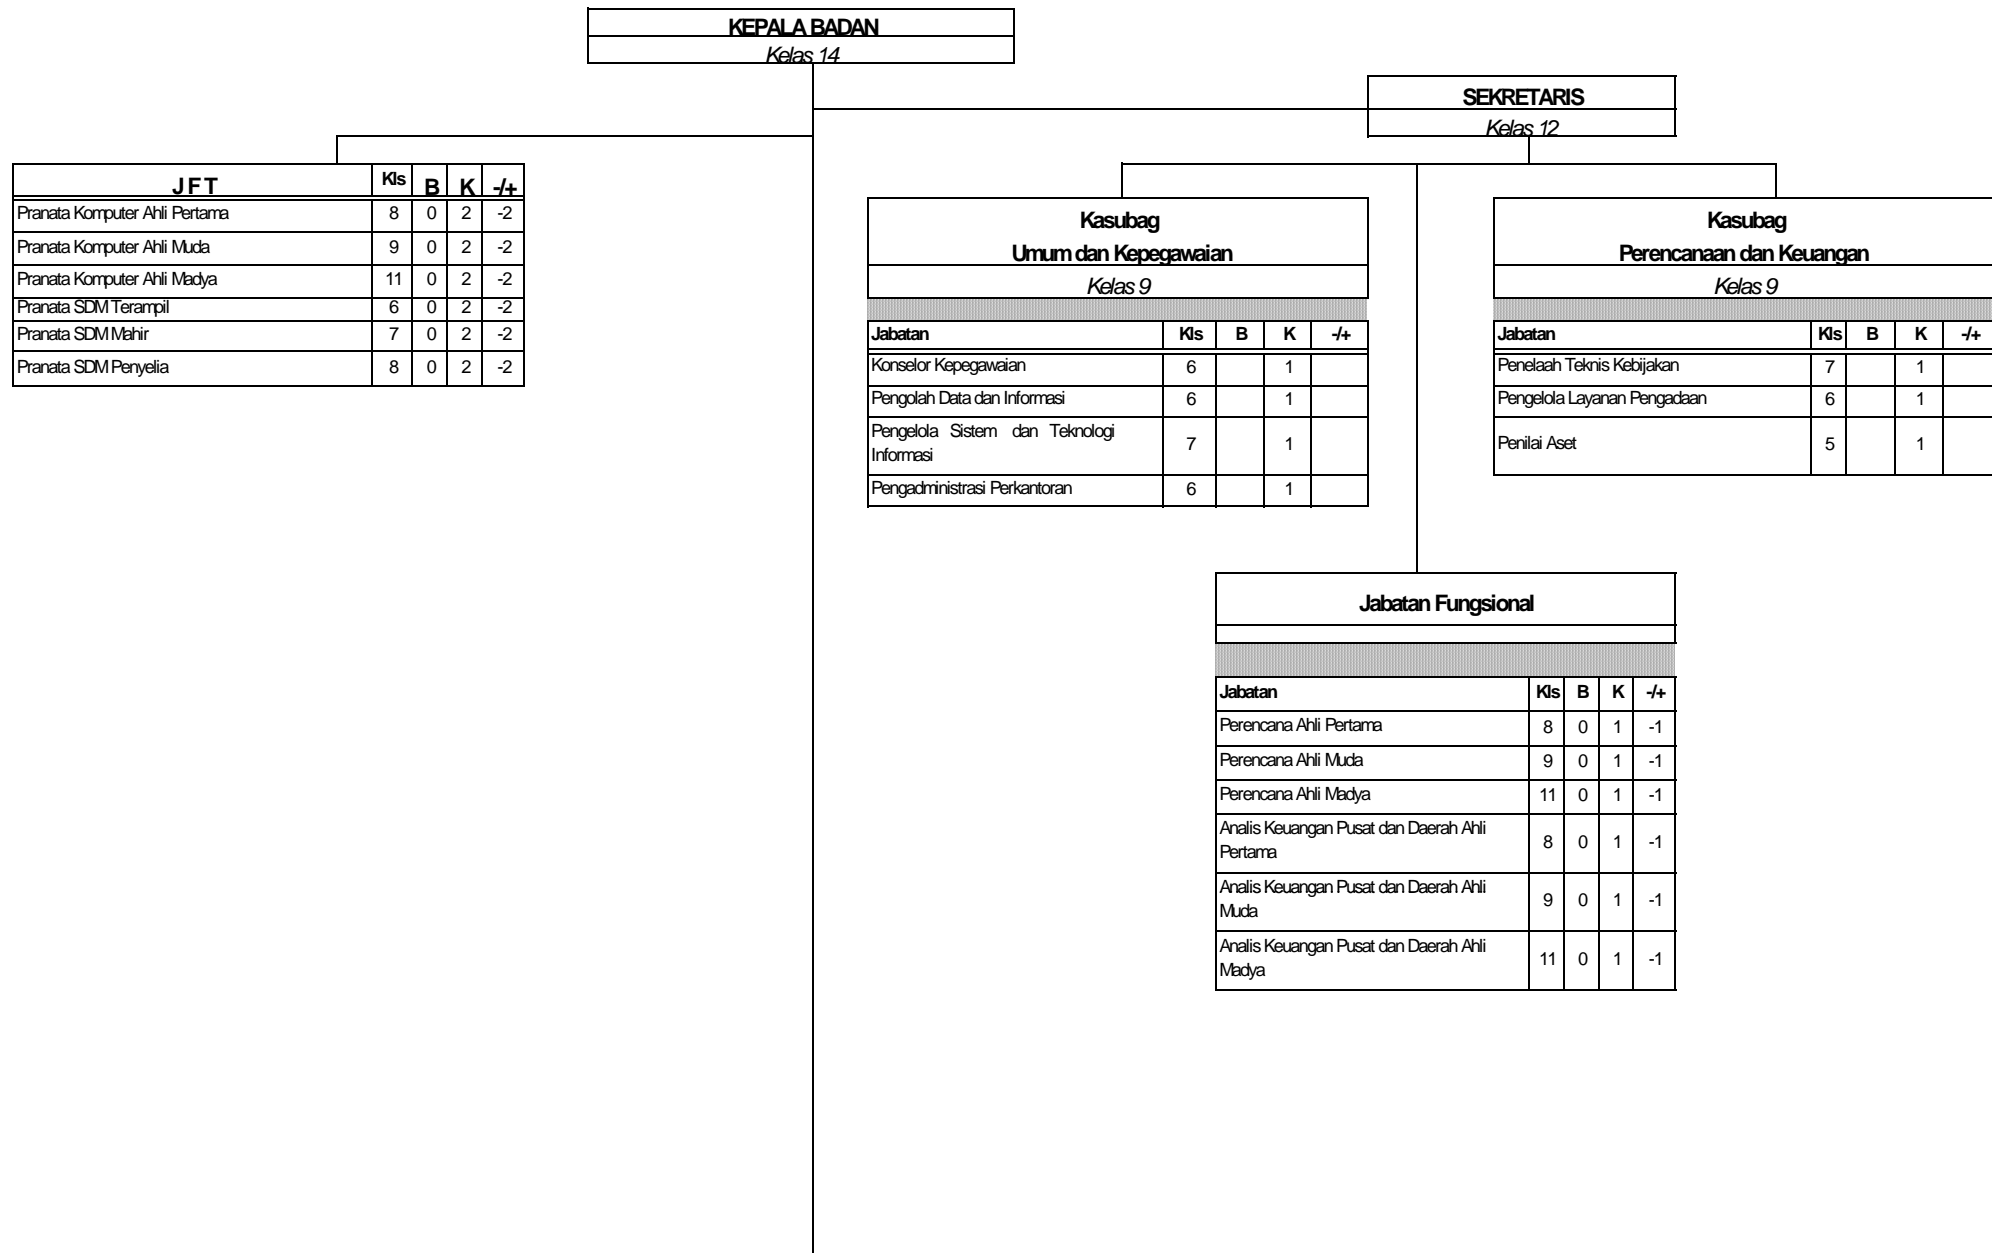 KEPALA BADAN
Kelas 14
SEKRETARIS
Kelas 12
JFT Kls B K -/+
Pranata Komputer Ahli Pertama 8 0 2 -2
Pranata Komputer Ahli Muda 9 0 2 -2
Pranata Komputer Ahli Madya 11 0 2 -2
Pranata SDM Terampil 6 0 2 -2
Pranata SDM Mahir 7 0 2 -2
Pranata SDM Penyelia 8 0 2 -2
Kasubag
Umum dan Kepegawaian
Kelas 9
Jabatan Kls B K -/+
Konselor Kepegawaian 6 1
Pengolah Data dan Informasi 6 1
Pengelola Sistem dan Teknologi
Informasi 7 1
Pengadministrasi Perkantoran 6 1
Kasubag
Perencanaan dan Keuangan
Kelas 9
Jabatan Kls B K -/+
Penelaah Teknis Kebijakan 7 1
Pengelola Layanan Pengadaan 6 1
Penilai Aset 5 1
Jabatan Fungsional
Jabatan Kls B K -/+
Perencana Ahli Pertama 8 0 1 -1
Perencana Ahli Muda 9 0 1 -1
Perencana Ahli Madya 11 0 1 -1
Analis Keuangan Pusat dan Daerah Ahli
Pertama 8 0 1 -1
Analis Keuangan Pusat dan Daerah Ahli
Muda 9 0 1 -1
Analis Keuangan Pusat dan Daerah Ahli
Madya 11 0 1 -1